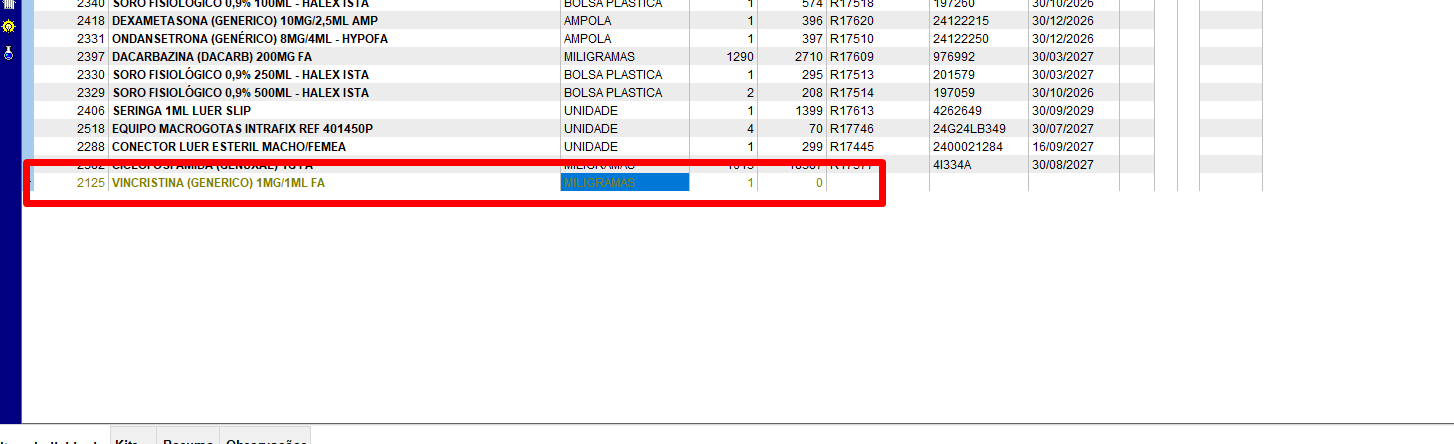 2340 SORO FISIOLÓGICO 0,9% 100ML - HALEX ISTA BOLSA PLASTICA 1 574 R17518 197260 30/10/2026
2418 DEXAMETASONA (GENERICO) 10MG/2,5ML AMP AMPOLA 1 396 R17620 24122215 30/12/2026
2331 ONDANSETRONA (GENÉRICO) 8MG/4ML - HYPOFA AMPOLA 1 397 R17510 24122250 30/12/2026
2397 DACARBAZINA (DACARB) 200MG FA MILIGRAMAS 1290 2710 R17609 976992 30/03/2027
2330 SORO FISIOLÓGICO 0,9% 250ML - HALEX ISTA BOLSA PLASTICA 1 295 R17513 201579 30/03/2027
2329 SORO FISIOLÓGICO 0,9% 500ML - HALEX ISTA BOLSA PLASTICA 2 208 R17514 197059 30/10/2026
2406 SERINGA 1ML LUER SLIP UNIDADE 1 1399 R17613 4262649 30/09/2029
2518 EQUIPO MACROGOTAS INTRAFIX REF 401450P UNIDADE 4 70 R17746 24G24LB349 30/07/2027
2288 CONECTOR LUER ESTERIL MACHO/FEMEA UNIDADE 1 299 R17445 2400021284 16/09/2027
CICLOFOSFAMIDA (GENUXAL) 1G FA MILIGRAMAS 4I334A 30/08/2027
2125 VINCRISTINA (GENERICO) 1MG/1ML FA MILIGRAMAS 1 0
Kits Resumo Observações